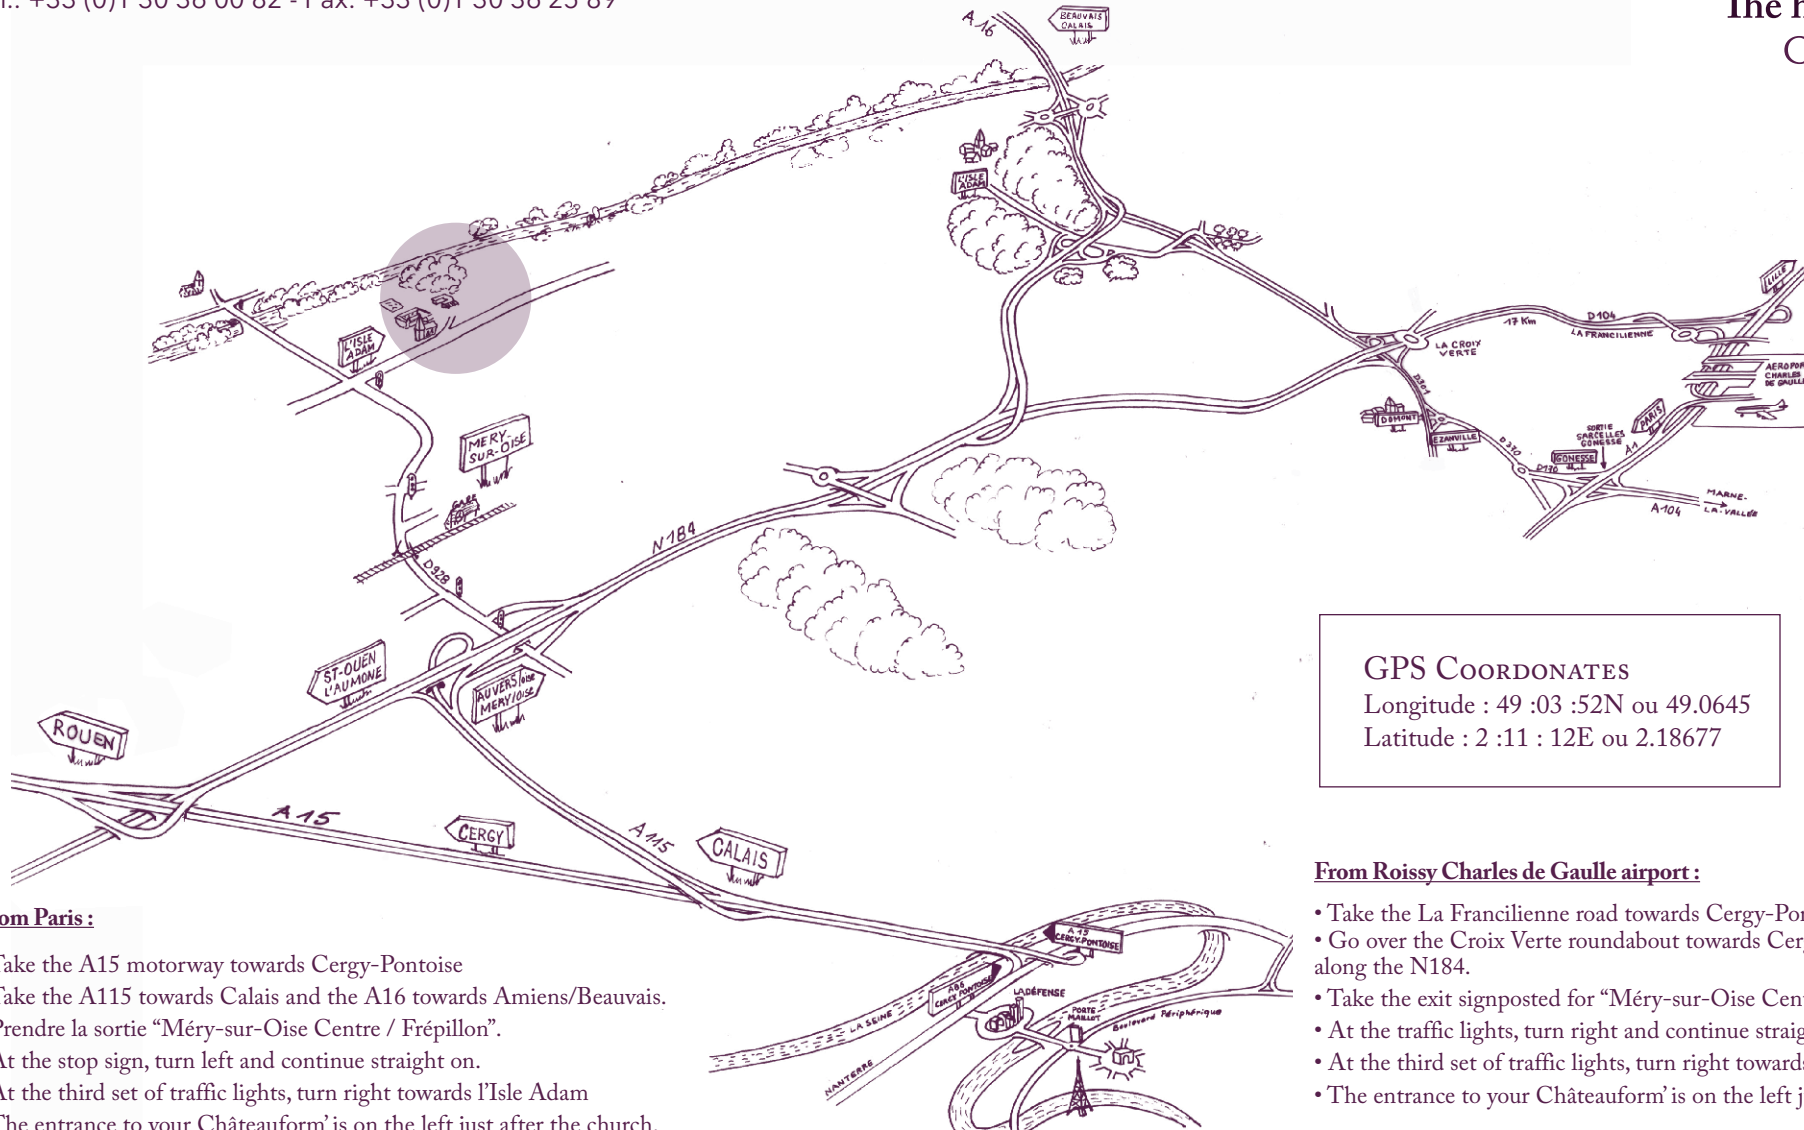 +33 (0)1 30 36 00 82 - Fax: +33 (0)1 30 36 25 89
The
A16
BEAUVAIS
CALAIS
L'ISLE
ADAM
L'ISLE
ADAM
MERY-
SUR-OISE
GARE
D928
N184
ST-OUEN
L'AUMONE
AUVERS/OISE
MERY/OISE
ROUEN
A 15
CERGY
A 115
CALAIS
LILLE
17 Km
D104
LA FRANCILIENNE
LA CROIX
VERTE
AEROPOR
CHARLES
DE GAULLE
D301
DOMONT
EZANVILLE
D370
D170
SORTIE
SARCELLES
GONESSE
GONESSE
PARIS
A1
A104
MARNE-
LA-VALLÉE
GPS Coordonates
Longitude : 49 :03 :52N ou 49.0645
Latitude : 2 :11 : 12E ou 2.18677
A 15
CERGY-PONTOISE
A86
CERGY PONTOISE
LA SEINE
NANTERRE
LA DÉFENSE
PORTE
MAILLOT
Boulevard Périphérique
om Paris :
Take the A15 motorway towards Cergy-Pontoise
Take the A115 towards Calais and the A16 towards Amiens/Beauvais.
Prendre la sortie “Méry-sur-Oise Centre / Frépillon”.
At the stop sign, turn left and continue straight on.
At the third set of traffic lights, turn right towards l’Isle Adam
The entrance to your Châteauform’ is on the left just after the church.
From Roissy Charles de Gaulle airport :
• Take the La Francilienne road towards Cergy-Pon
• Go over the Croix Verte roundabout towards Cer
along the N184.
• Take the exit signposted for “Méry-sur-Oise Cen
• At the traffic lights, turn right and continue straig
• At the third set of traffic lights, turn right towards
• The entrance to your Châteauform’ is on the left j